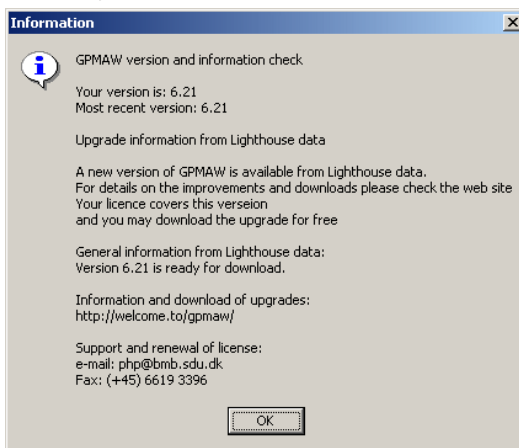 Information
GPMAW version and information check
Your version is: 6.21
Most recent version: 6.21
Upgrade information from Lighthouse data
A new version of GPMAW is available from Lighthouse data.
For details on the improvements and downloads please check the web site
Your licence covers this verseion
and you may download the upgrade for free
General information from Lighthouse data:
Version 6.21 is ready for download.
Information and download of upgrades:
http://welcome.to/gpmaw/
Support and renewal of license:
e-mail: php@bmb.sdu.dk
Fax: (+45) 6619 3396
OK